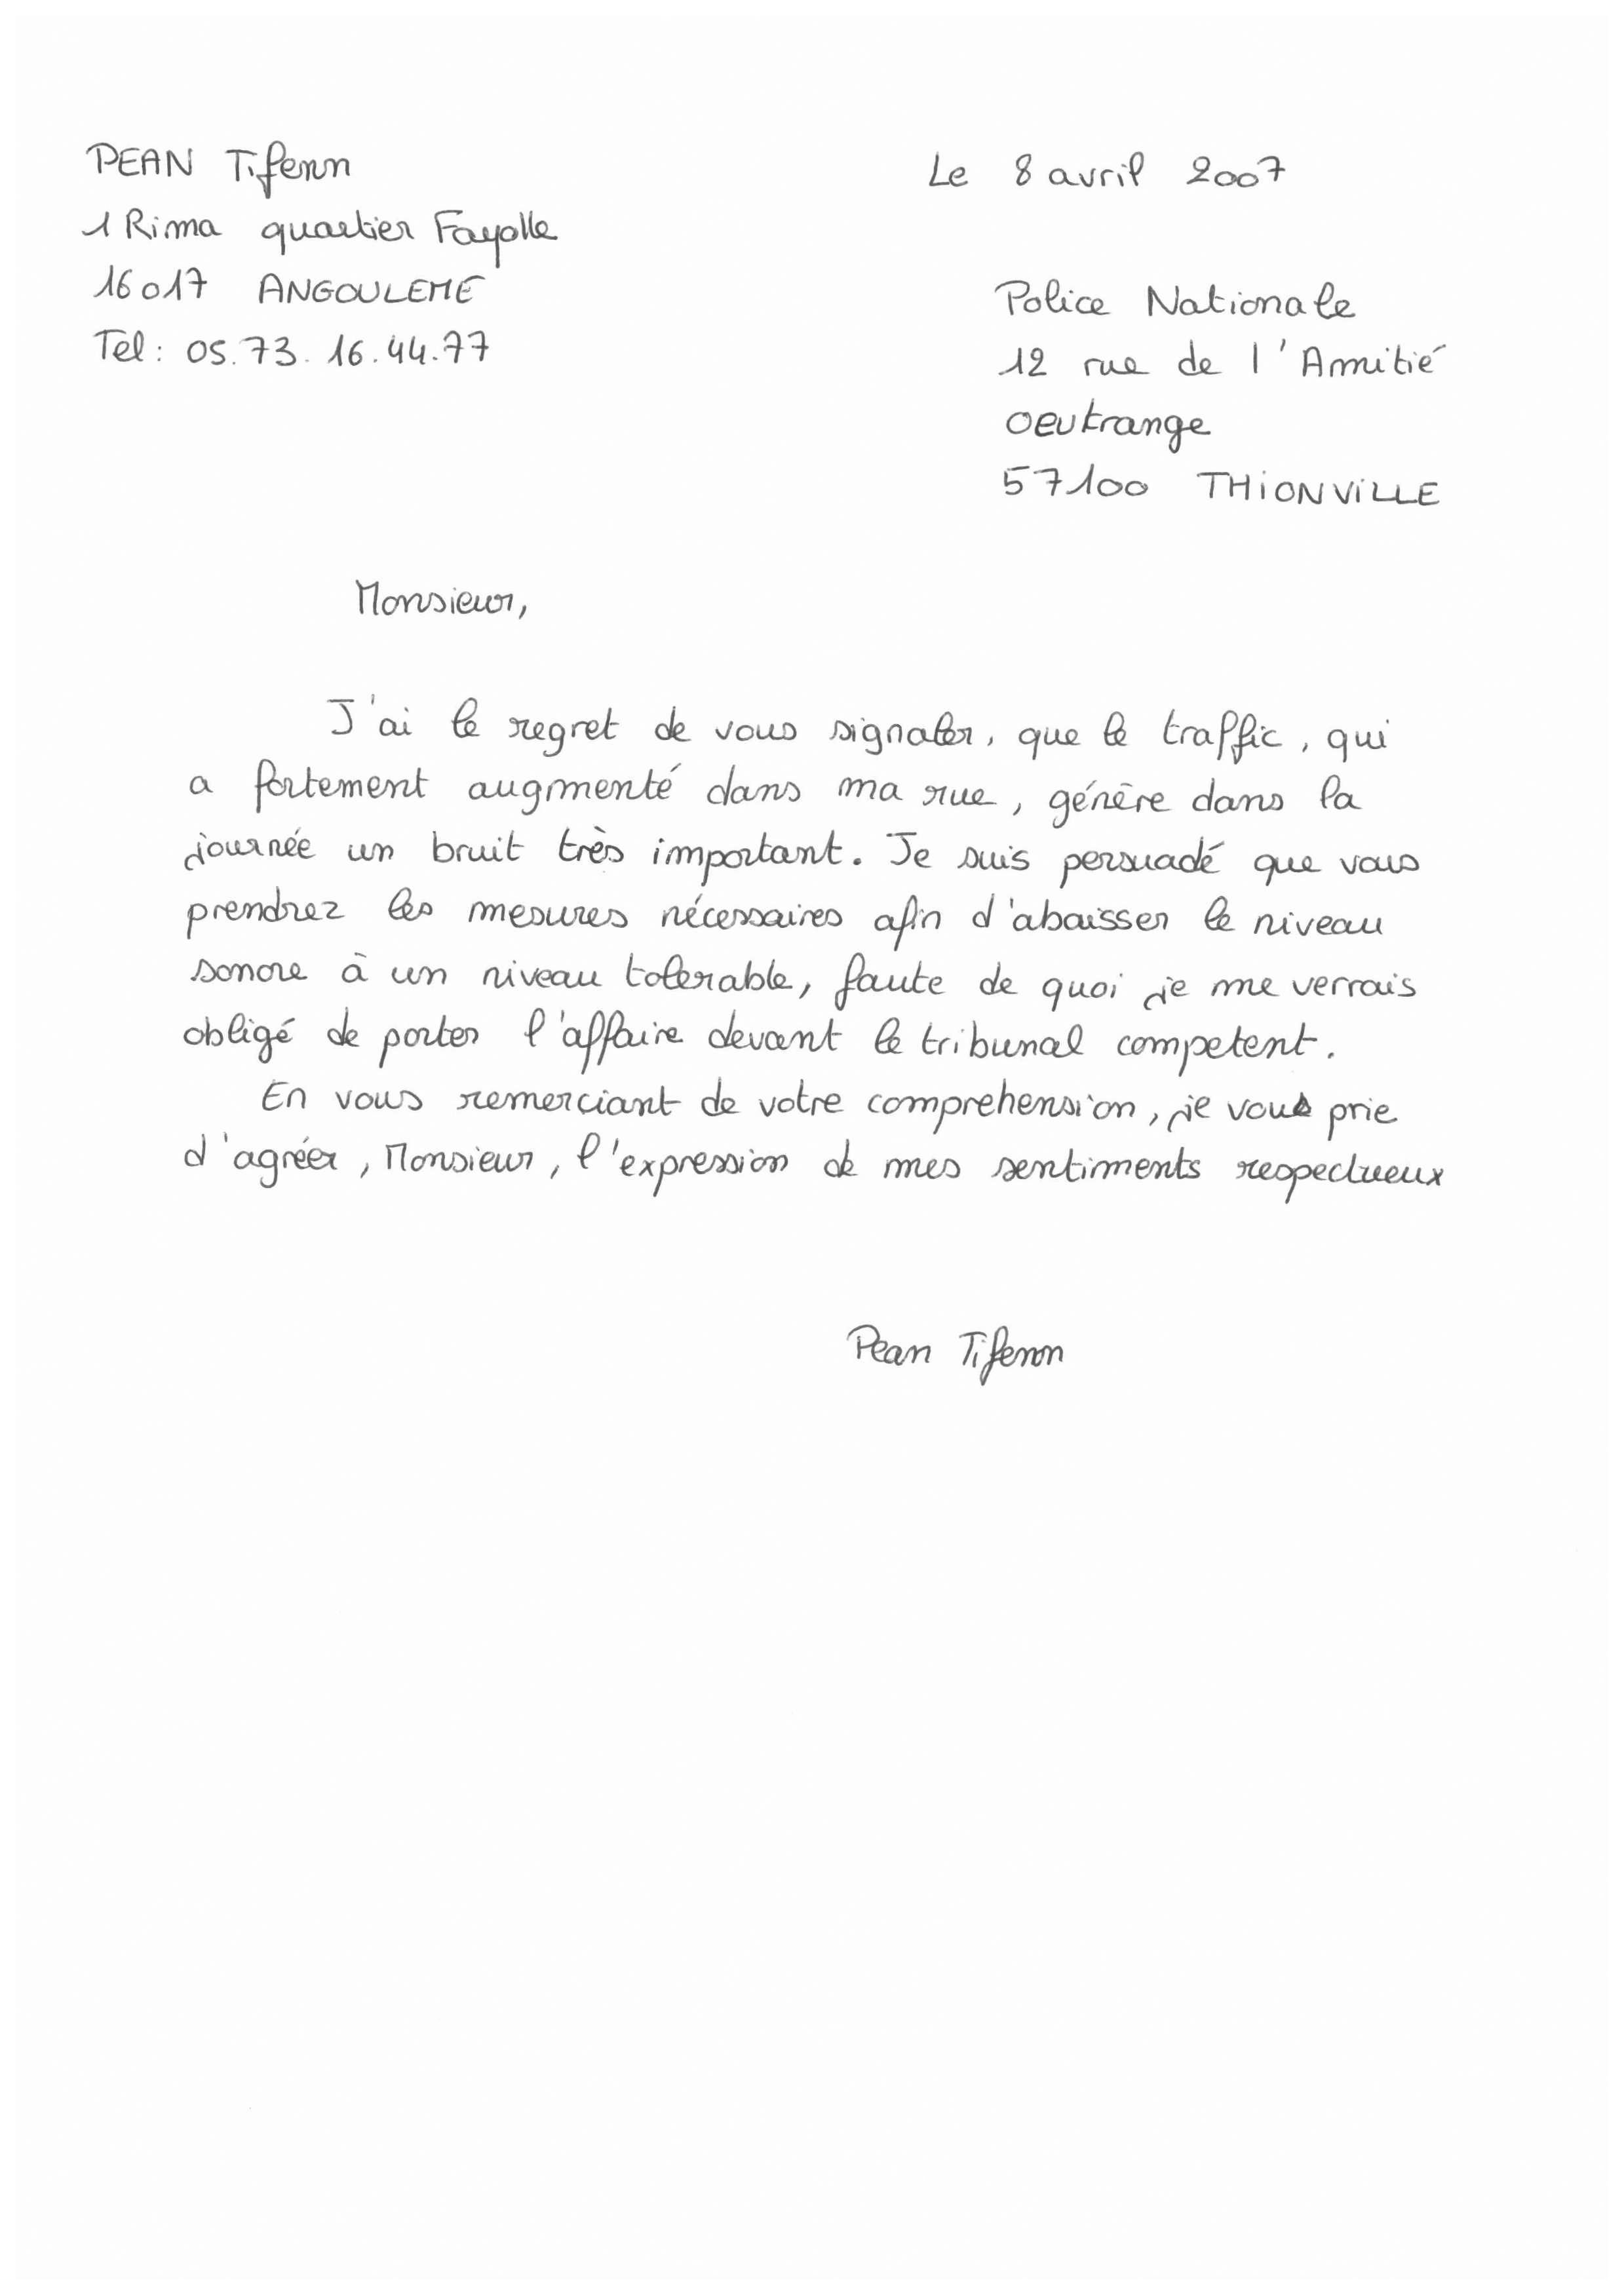 PEAN Tifenn
1 Rima quartier Fayolle
16017 ANGOULEME
Tel : 05.73.16.44.77
Le 8 avril 2007
Police Nationale
12 rue de l'Amitié
oeutrange
57100 THIONVILLE
Monsieur,
J'ai le regret de vous signaler, que le traffic, qui
a fortement augmenté dans ma rue, génère dans la
journée un bruit très important. Je suis persuadé que vous
prendrez les mesures nécessaires afin d'abaisser le niveau
sonore à un niveau tolerable, faute de quoi je me verrais
obligé de porter l'affaire devant le tribunal competent.
En vous remerciant de votre comprehension, je vous prie
d'agréer, Monsieur, l'expression de mes sentiments respectueux
Pean Tifenn